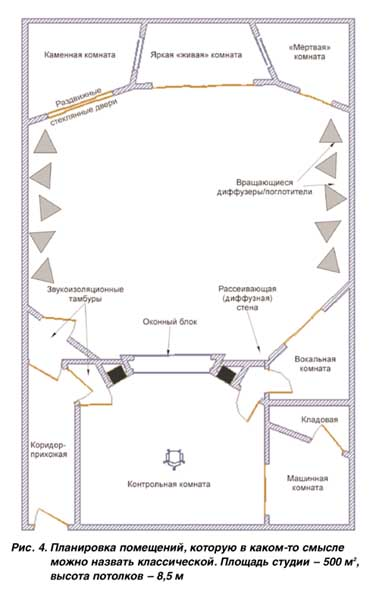 Каменная комната
Яркая «живая» комната
«Мёртвая»
комната
Раздвижные
стеклянные двери
Вращающиеся
диффузеры/поглотители
Звукоизоляционные
тамбуры
Рассеивающая
(диффузная)
стена
Оконный блок
Вокальная
комната
Кладовая
Коридор-
прихожая
Контрольная комната
Машинная
комната
Рис. 4. Планировка помещений, которую в каком-то смысле
можно назвать классической. Площадь студии – 500 м²,
высота потолков – 8,5 м